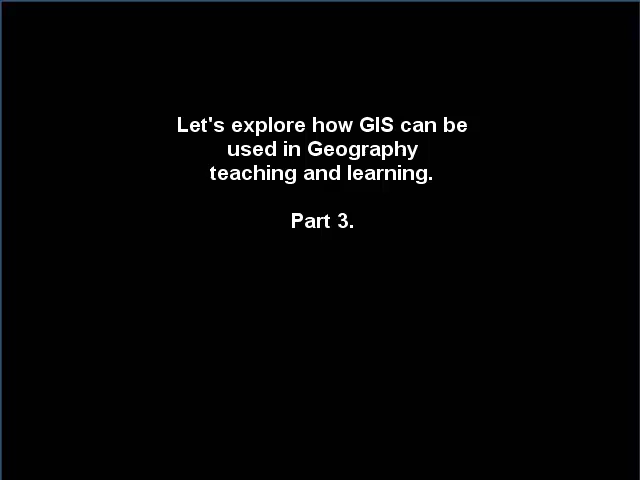 Let's explore how GIS can be
used in Geography
teaching and learning.
Part 3.